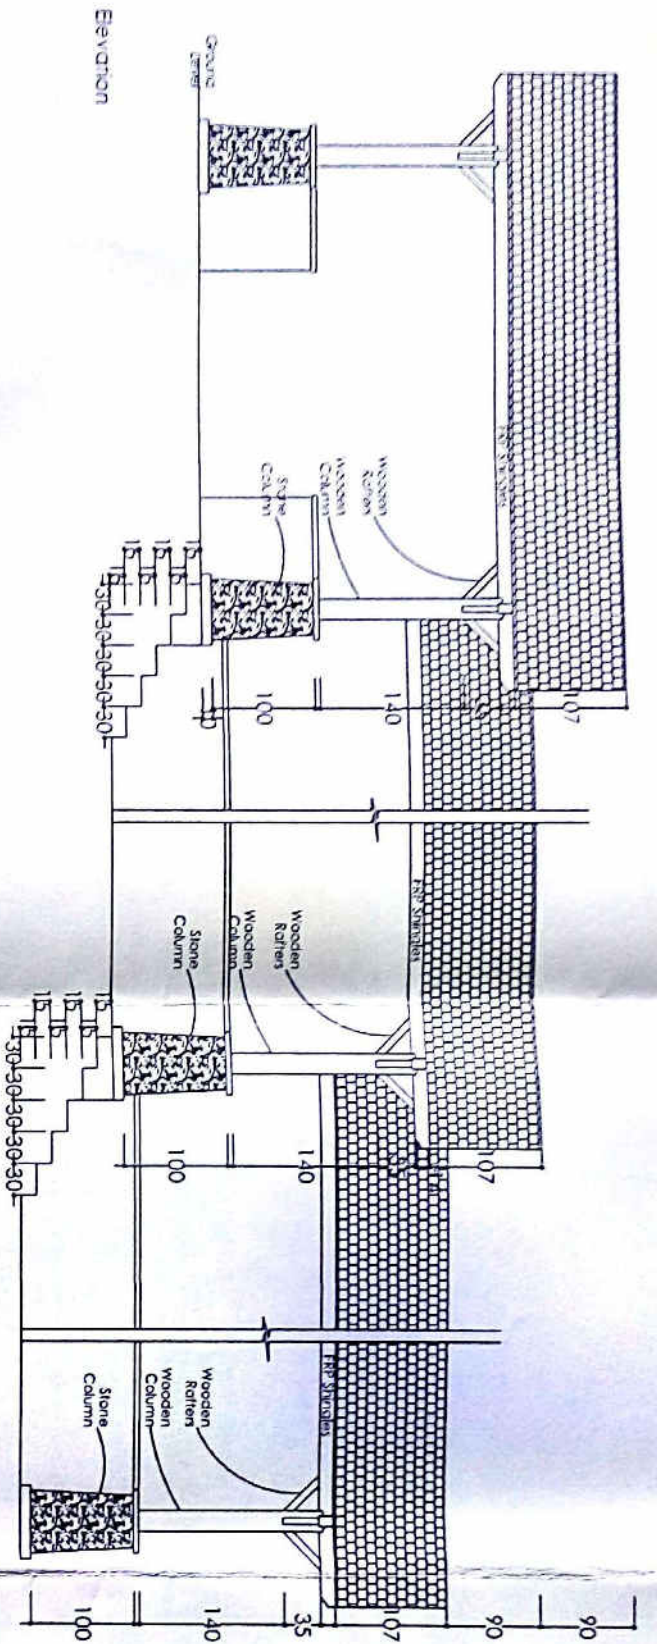 Elevation
Ground
Level
FRP Shingles
Wooden
Rafters
Wooden
Column
Stone
Column
107
140
100
10
15
15
15
15
15
30-30-30-30-30
FRP Shingles
Wooden
Rafters
Wooden
Column
Stone
Column
107
140
100
15
15
15
15
15
30-30-30-30-30
FRP Shingles
Wooden
Rafters
Wooden
Column
Stone
Column
90
90
107
35
140
100